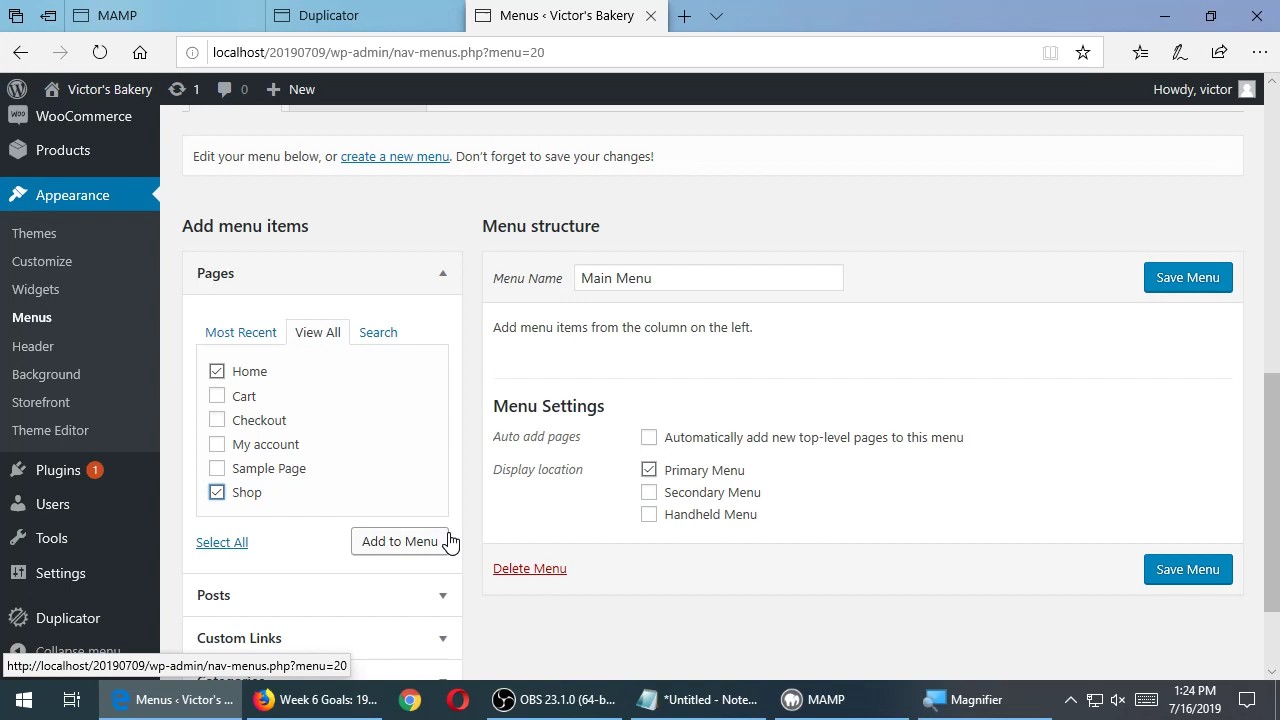 MAMP
Duplicator
Menus ‹ Victor's Bakery
localhost/20190709/wp-admin/nav-menus.php?menu=20
Victor's Bakery
1
0
New
Howdy, victor
WooCommerce
Products
Appearance
Themes
Customize
Widgets
Menus
Header
Background
Storefront
Theme Editor
Plugins 1
Users
Tools
Settings
Duplicator
Collapse menu
Edit your menu below, or create a new menu. Don't forget to save your changes!
Add menu items
Pages
Most Recent
View All
Search
Home
Cart
Checkout
My account
Sample Page
Shop
Select All
Add to Menu
Posts
Custom Links
Categories
Menu structure
Menu Name
Main Menu
Save Menu
Add menu items from the column on the left.
Menu Settings
Auto add pages
Automatically add new top-level pages to this menu
Display location
Primary Menu
Secondary Menu
Handheld Menu
Delete Menu
Save Menu
http://localhost/20190709/wp-admin/nav-menus.php?menu=20
Menus ‹ Victor's ...
Week 6 Goals: 19...
OBS 23.1.0 (64-b...
*Untitled - Note...
MAMP
Magnifier
1:24 PM
7/16/2019